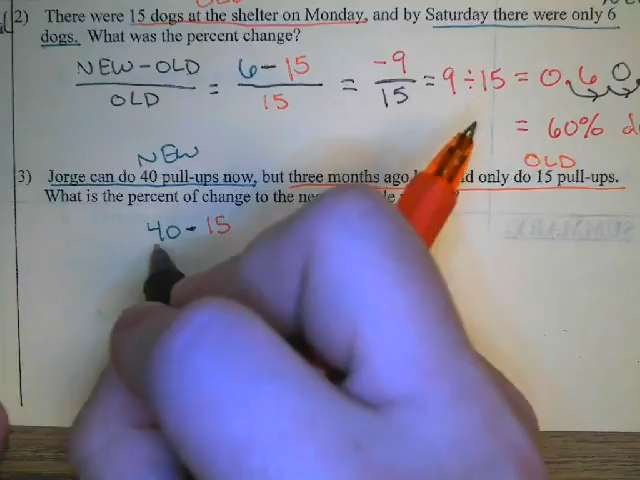 2) There were 15 dogs at the shelter on Monday, and by Saturday there were only 6
dogs. What was the percent change?
NEW - OLD / OLD = 6 - 15 / 15 = -9 / 15 = 9 ÷ 15 = 0.60
= 60%
NEW
OLD
3) Jorge can do 40 pull-ups now, but three months ago only do 15 pull-ups.
What is the percent of change to the
40 - 15
SUMMARY